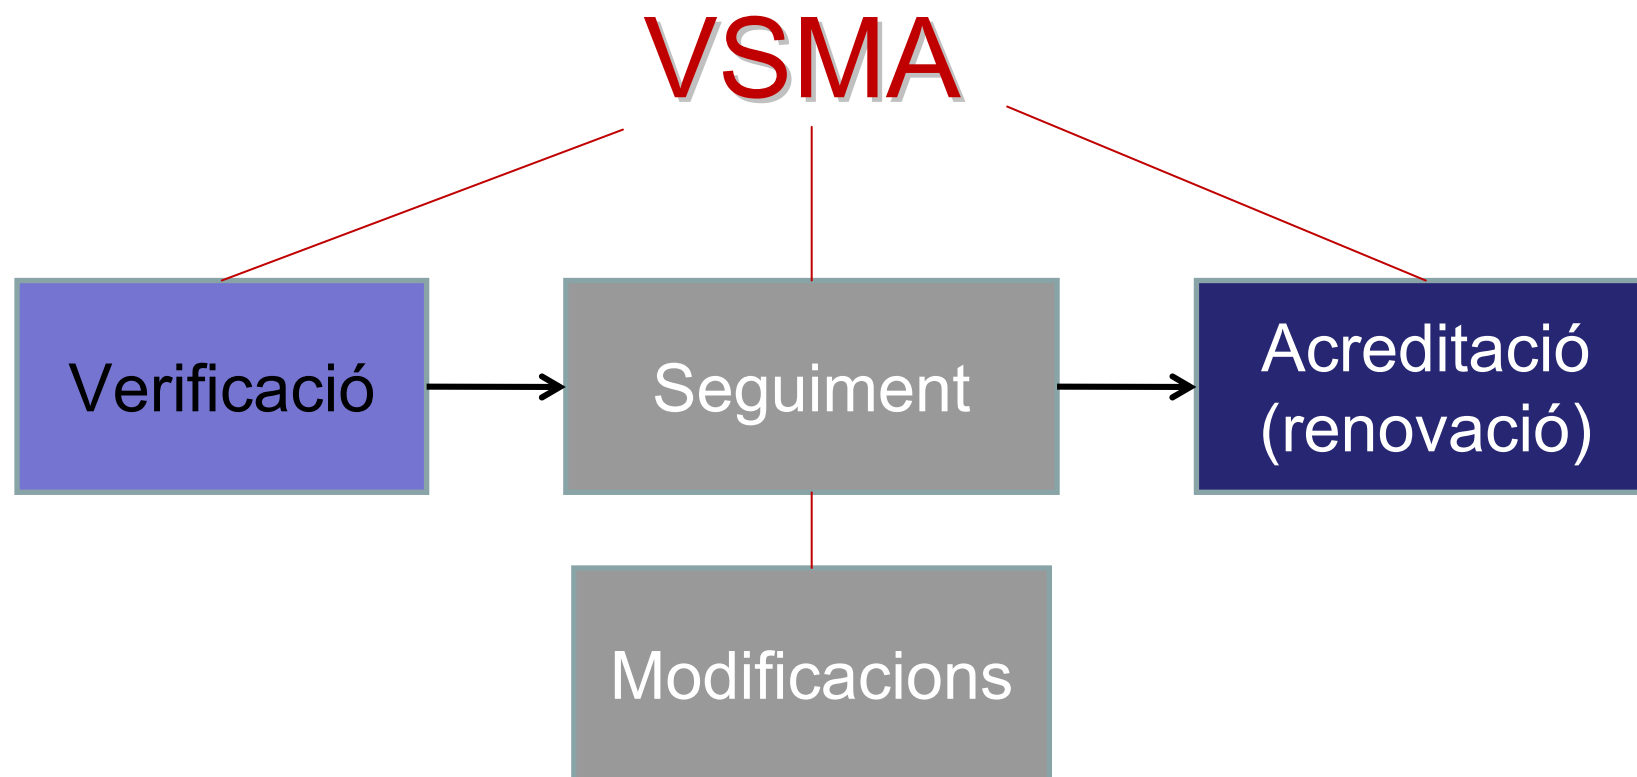 VSMA
Verificació
Seguiment
Acreditació
(renovació)
Modificacions